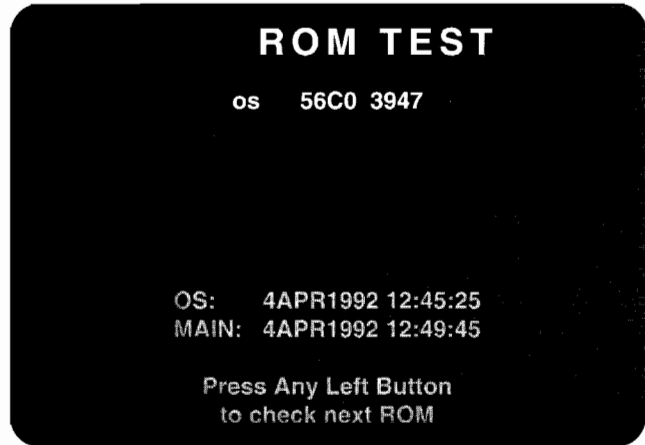 ROM TEST
os 56C0 3947
OS: 4APR1992 12:45:25
MAIN: 4APR1992 12:49:45
Press Any Left Button
to check next ROM